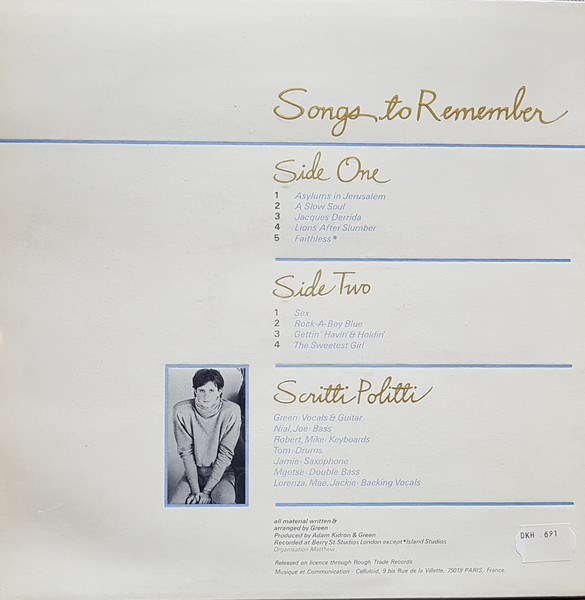 Songs to Remember
Side One
1 Asylums in Jerusalem
2 A Slow Soul
3 Jacques Derrida
4 Lions After Slumber
5 Faithless*
Side Two
1 Sex
2 Rock-A-Boy Blue
3 Gettin' Havin' & Holdin'
4 The Sweetest Girl
Scritti Politti
Green - Vocals & Guitar
Nial, Joe - Bass
Robert, Mike - Keyboards
Tom - Drums
Jamie - Saxophone
Mgotse - Double Bass
Lorenza, Mae, Jackie - Backing Vocals
all material written &
arranged by Green
Produced by Adam Kidron & Green
Recorded at Berry St. Studios London except *Island Studios
Organisation Matthew
Released on licence through Rough Trade Records
Musique et Communication - Celluloid, 9 bis Rue de la Villette, 75019 PARIS, France.
DKH 691